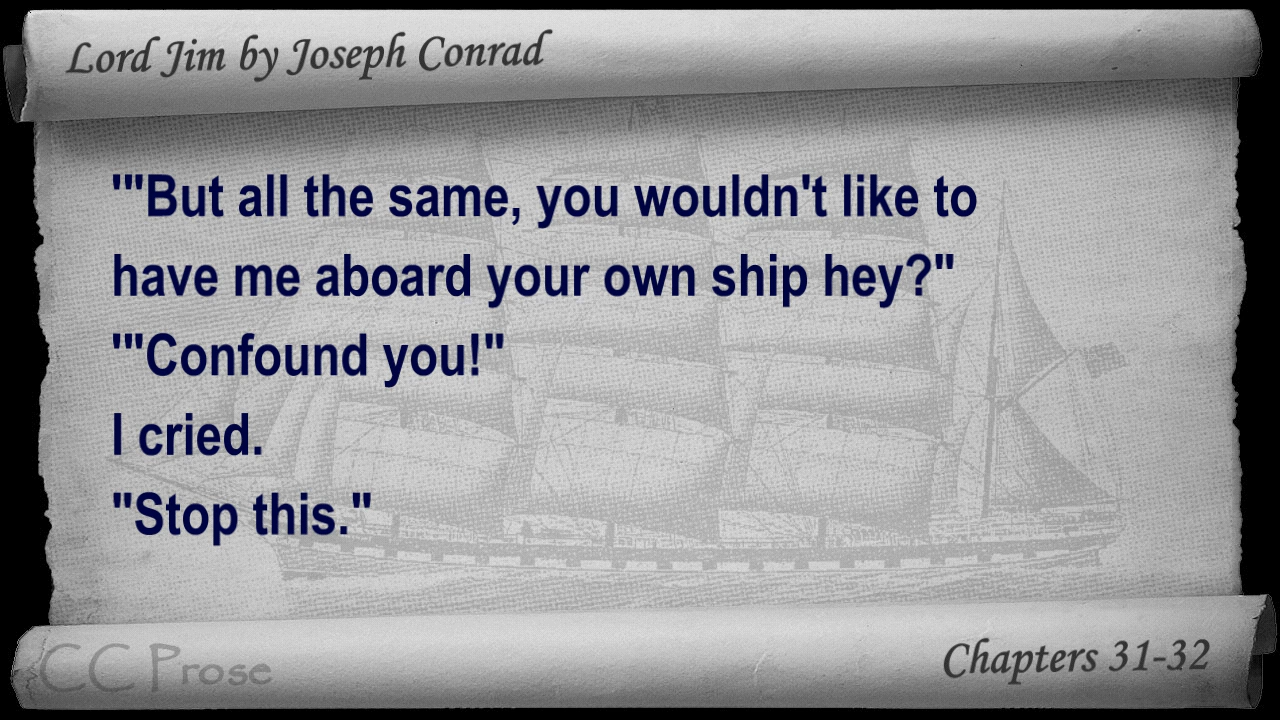 Lord Jim by Joseph Conrad
'"But all the same, you wouldn't like to
have me aboard your own ship hey?"
'"Confound you!"
I cried.
"Stop this."
CC Prose
Chapters 31-32